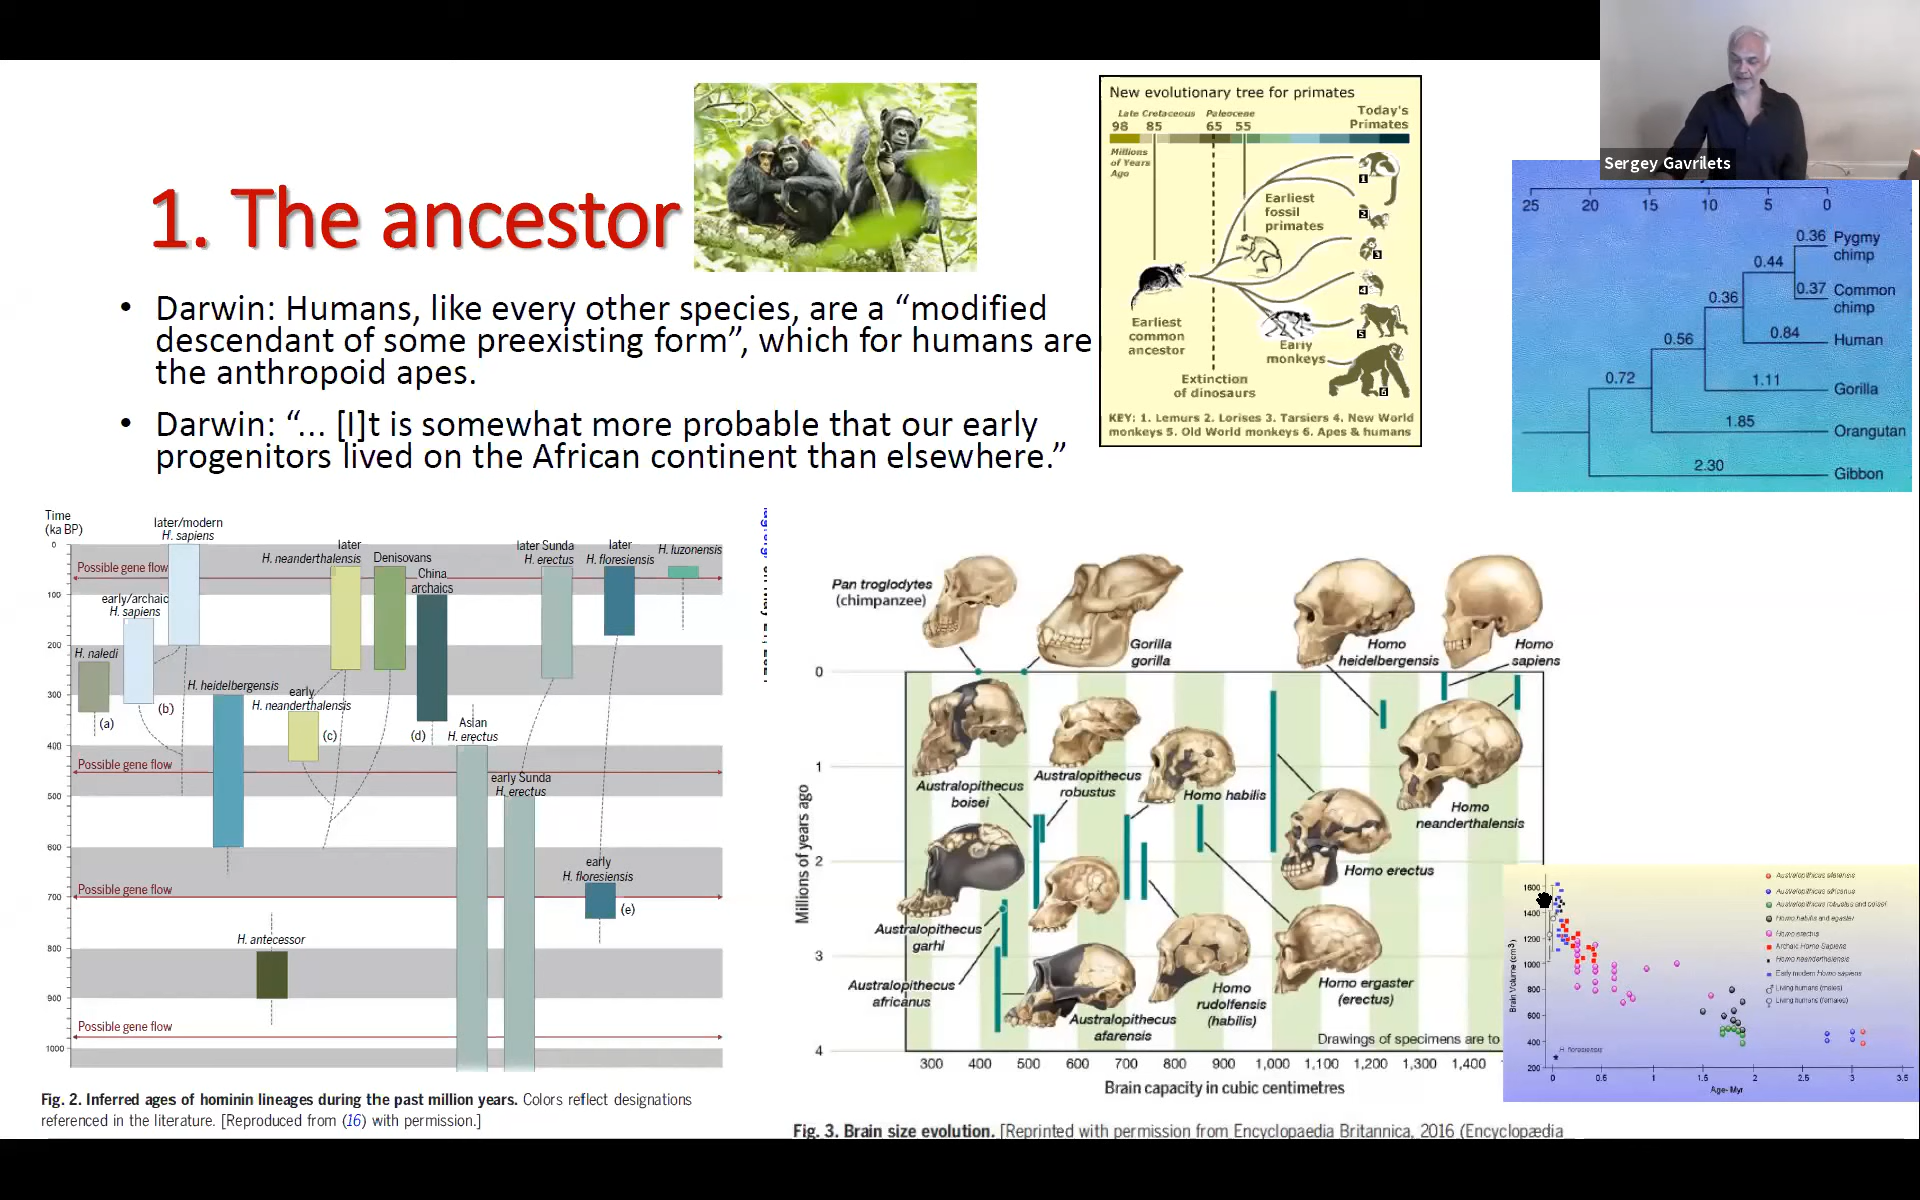 Sergey Gavrilets
1. The ancestor
• Darwin: Humans, like every other species, are a “modified
descendant of some preexisting form”, which for humans are
the anthropoid apes.
• Darwin: “... [I]t is somewhat more probable that our early
progenitors lived on the African continent than elsewhere.”
New evolutionary tree for primates
Late Cretaceous Paleocene Today's
98 85 65 55 Primates
Millions
of Years
Ago
1
Earliest
fossil
primates
2
3
4
Earliest
common
ancestor
5
Early
monkeys
6
Extinction
of dinosaurs
KEY: 1. Lemurs 2. Lorises 3. Tarsiers 4. New World
monkeys 5. Old World monkeys 6. Apes & humans
25 20 15 10 5 0
0.36 Pygmy
chimp
0.44
0.37 Common
chimp
0.36
0.84 Human
0.56
0.72
1.11 Gorilla
1.85 Orangutan
2.30 Gibbon
Time
(ka BP)
later/modern
H. sapiens
later
H. neanderthalensis
Denisovans
China
archaics
later Sunda
H. erectus
later
H. floresiensis
H. luzonensis
0
Possible gene flow
100
early/archaic
H. sapiens
200
H. naledi
300
H. heidelbergensis
early
H. neanderthalensis
(a)
(b)
(c)
(d)
Asian
H. erectus
400
Possible gene flow
early Sunda
H. erectus
500
600
early
H. floresiensis
(e)
Possible gene flow
700
800
H. antecessor
900
Possible gene flow
1000
Fig. 2. Inferred ages of hominin lineages during the past million years. Colors reflect designations
referenced in the literature. [Reproduced from (16) with permission.]
Pan troglodytes
(chimpanzee)
Gorilla
gorilla
Homo
heidelbergensis
Homo
sapiens
0
1
2
3
4
Millions of years ago
Australopithecus
boisei
Australopithecus
robustus
Homo habilis
Homo
neanderthalensis
Homo erectus
Australopithecus
garhi
Australopithecus
africanus
Australopithecus
afarensis
Homo
rudolfensis
(habilis)
Homo ergaster
(erectus)
Drawings of specimens are to
300 400 500 600 700 800 900 1,000 1,100 1,200 1,300 1,400
Brain capacity in cubic centimetres
Fig. 3. Brain size evolution. [Reprinted with permission from Encyclopaedia Britannica, 2016 (Encyclopædia
Brain Volume (cm³)
1600
1400
1200
1000
800
600
400
200
Australopithecus afarensis
Australopithecus africanus
Australopithecus robustus and boisei
Homo habilis and egaster
Homo erectus
Archaic Homo Sapiens
Homo neanderthalensis
Early modern Homo sapiens
Living humans (males)
Living humans (females)
H. floresiensis
0 0.5 1 1.5 2 2.5 3 3.5
Age- Myr